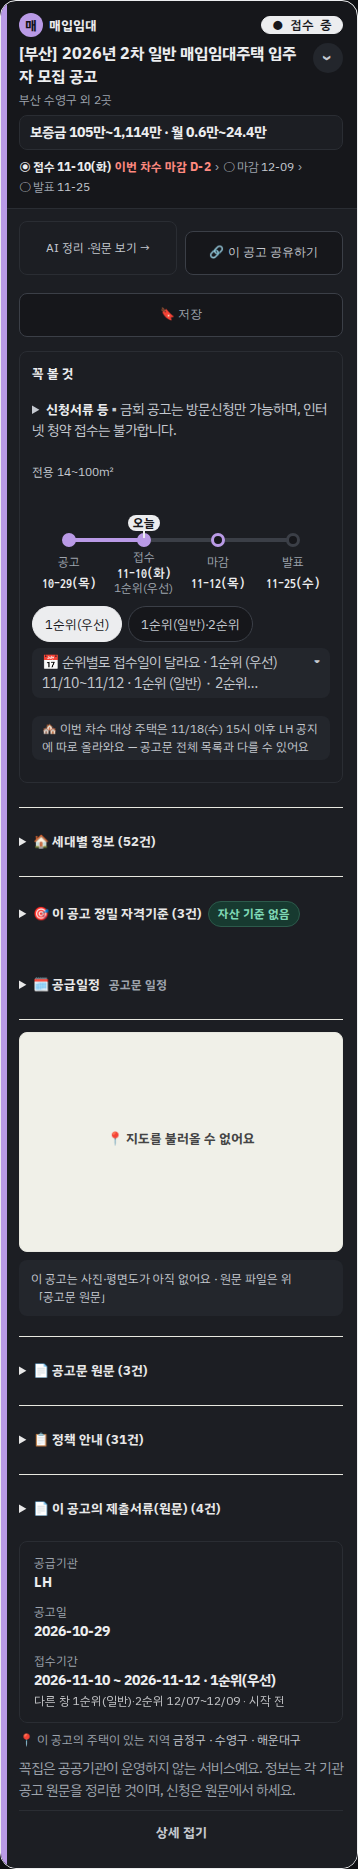 매 매입임대 ● 접수 중
[부산] 2026년 2차 일반 매입임대주택 입주
자 모집 공고
부산 수영구 외 2곳
보증금 105만~1,114만 · 월 0.6만~24.4만
◉ 접수 11-10(화) 이번 차수 마감 D-2 › ○ 마감 12-09 ›
○ 발표 11-25
AI 정리 ·원문 보기 →
🔗 이 공고 공유하기
🔖 저장
꼭 볼 것
▶ 신청서류 등 ▪ 금회 공고는 방문신청만 가능하며, 인터
넷 청약 접수는 불가합니다.
전용 14~100m²
오늘
공고 접수 마감 발표
10-29(목) 11-10(화) 11-12(목) 11-25(수)
1순위(우선)
1순위(우선) 1순위(일반)·2순위
📅 순위별로 접수일이 달라요 · 1순위 (우선)
11/10~11/12 · 1순위 (일반) · 2순위...
🏘️ 이번 차수 대상 주택은 11/18(수) 15시 이후 LH 공지
에 따로 올라와요 — 공고문 전체 목록과 다를 수 있어요
▶ 🏠 세대별 정보 (52건)
▶ 🎯 이 공고 정밀 자격기준 (3건) 자산 기준 없음
▶ 🗓️ 공급일정 공고문 일정
📍 지도를 불러올 수 없어요
이 공고는 사진·평면도가 아직 없어요 · 원문 파일은 위
「공고문 원문」
▶ 📄 공고문 원문 (3건)
▶ 📋 정책 안내 (31건)
▶ 📄 이 공고의 제출서류(원문) (4건)
공급기관
LH
공고일
2026-10-29
접수기간
2026-11-10 ~ 2026-11-12 · 1순위(우선)
다른 창 1순위(일반)·2순위 12/07~12/09 · 시작 전
📍 이 공고의 주택이 있는 지역 금정구 · 수영구 · 해운대구
꼭집은 공공기관이 운영하지 않는 서비스예요. 정보는 각 기관
공고 원문을 정리한 것이며, 신청은 원문에서 하세요.
상세 접기